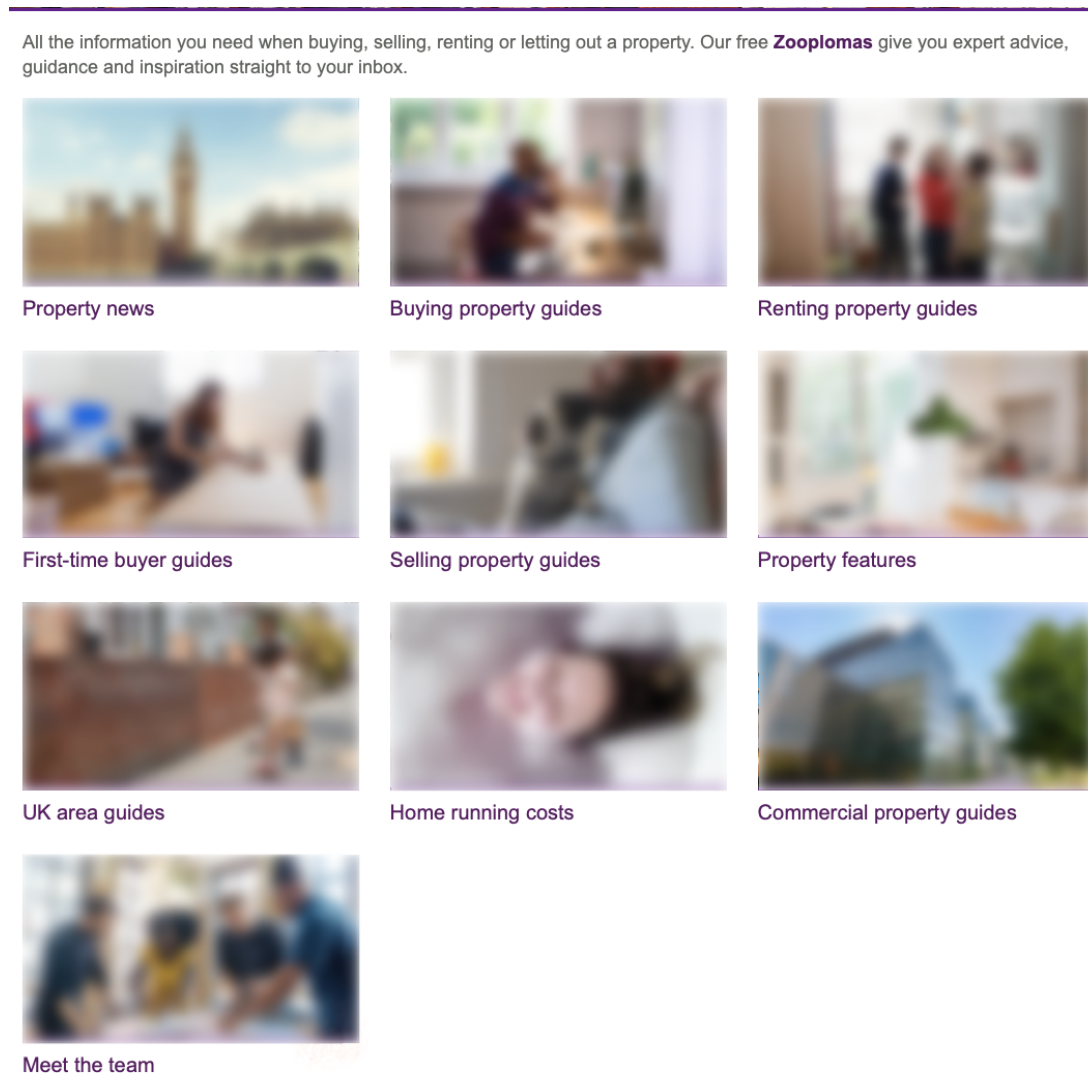 All the information you need when buying, selling, renting or letting out a property. Our free Zooplomas give you expert advice,
guidance and inspiration straight to your inbox.
Property news
Buying property guides
Renting property guides
First-time buyer guides
Selling property guides
Property features
UK area guides
Home running costs
Commercial property guides
Meet the team